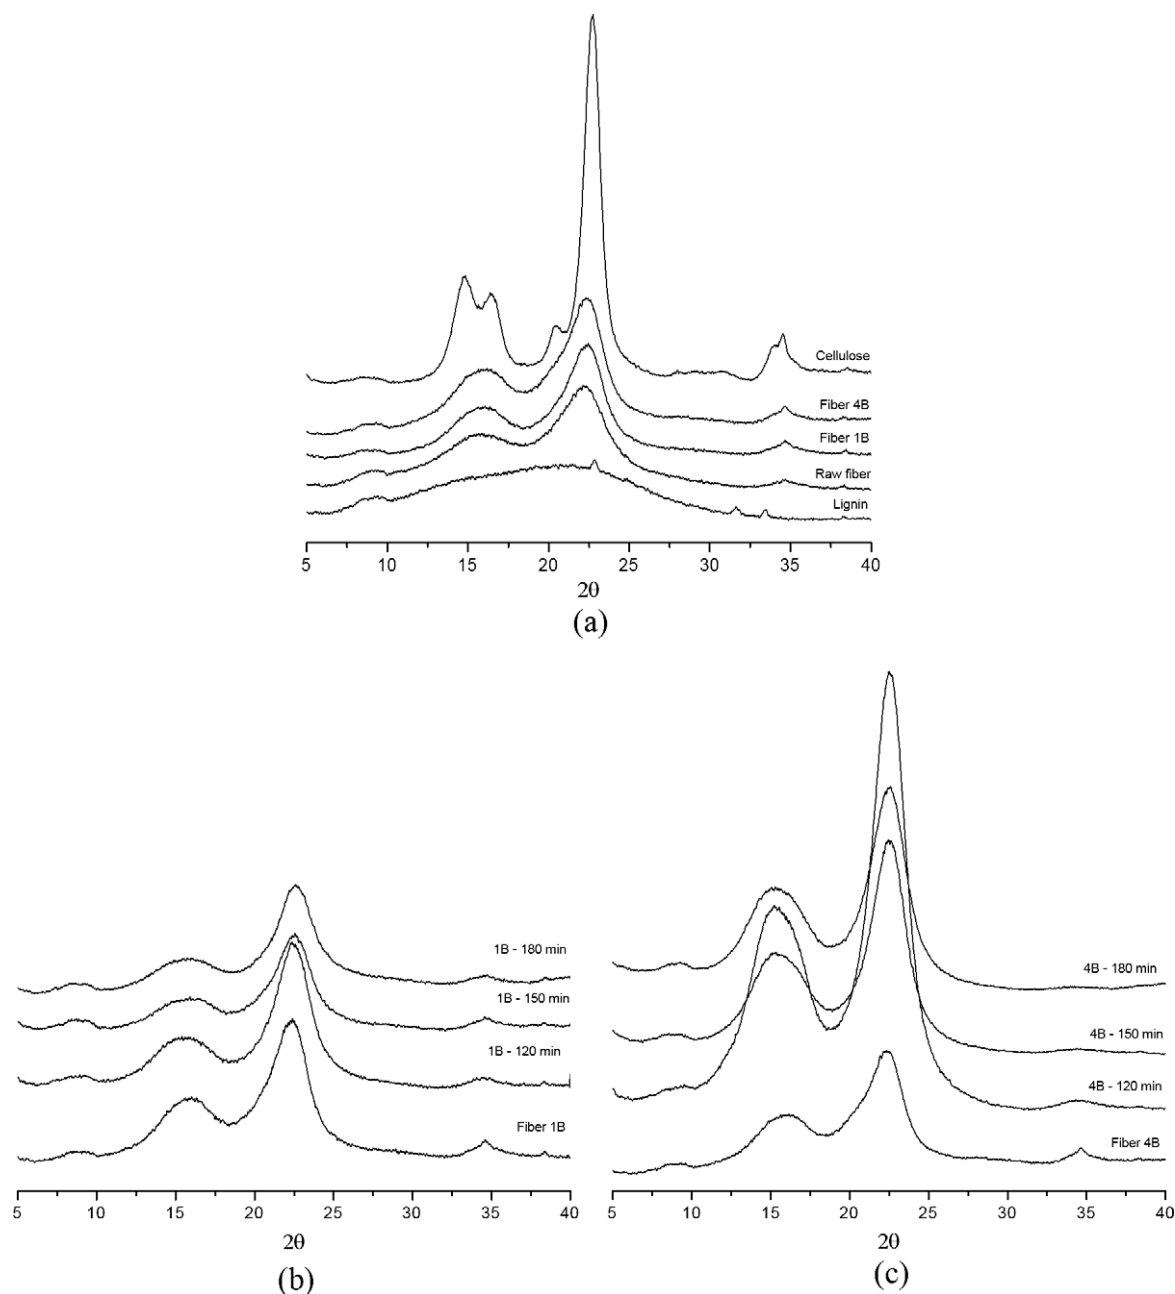 Cellulose
Fiber 4B
Fiber 1B
Raw fiber
Lignin
5 10 15 20 25 30 35 40
2θ
(a)
1B - 180 min
1B - 150 min
1B - 120 min
Fiber 1B
5 10 15 20 25 30 35 40
2θ
(b)
4B - 180 min
4B - 150 min
4B - 120 min
Fiber 4B
5 10 15 20 25 30 35 40
2θ
(c)